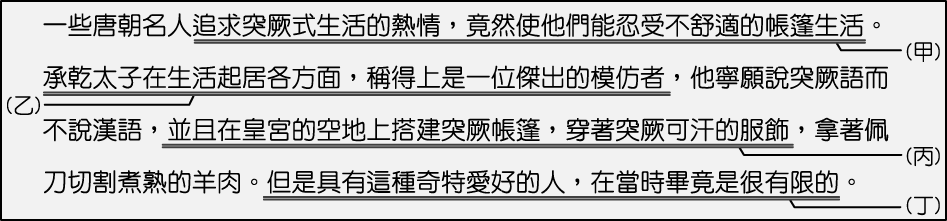 一些唐朝名人追求突厥式生活的熱情，竟然使他們能忍受不舒適的帳篷生活。
(甲)
承乾太子在生活起居各方面，稱得上是一位傑出的模仿者，他寧願說突厥語而
(乙)
不說漢語，並且在皇宮的空地上搭建突厥帳篷，穿著突厥可汗的服飾，拿著佩
(丙)
刀切割煮熟的羊肉。但是具有這種奇特愛好的人，在當時畢竟是很有限的。
(丁)